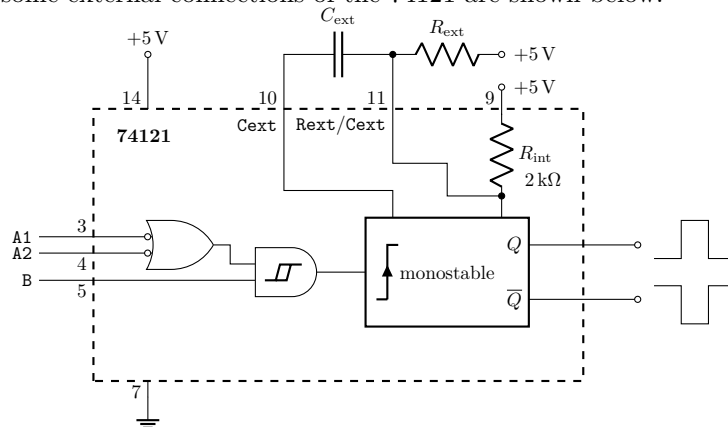 some external connections of the 74121 are shown below.
C_ext
R_ext
+5 V
+5 V
+5 V
14
10
11
9
74121
Cext
Rext/Cext
R_int
2 kΩ
A1
3
A2
4
B
5
monostable
Q
Q̅
7